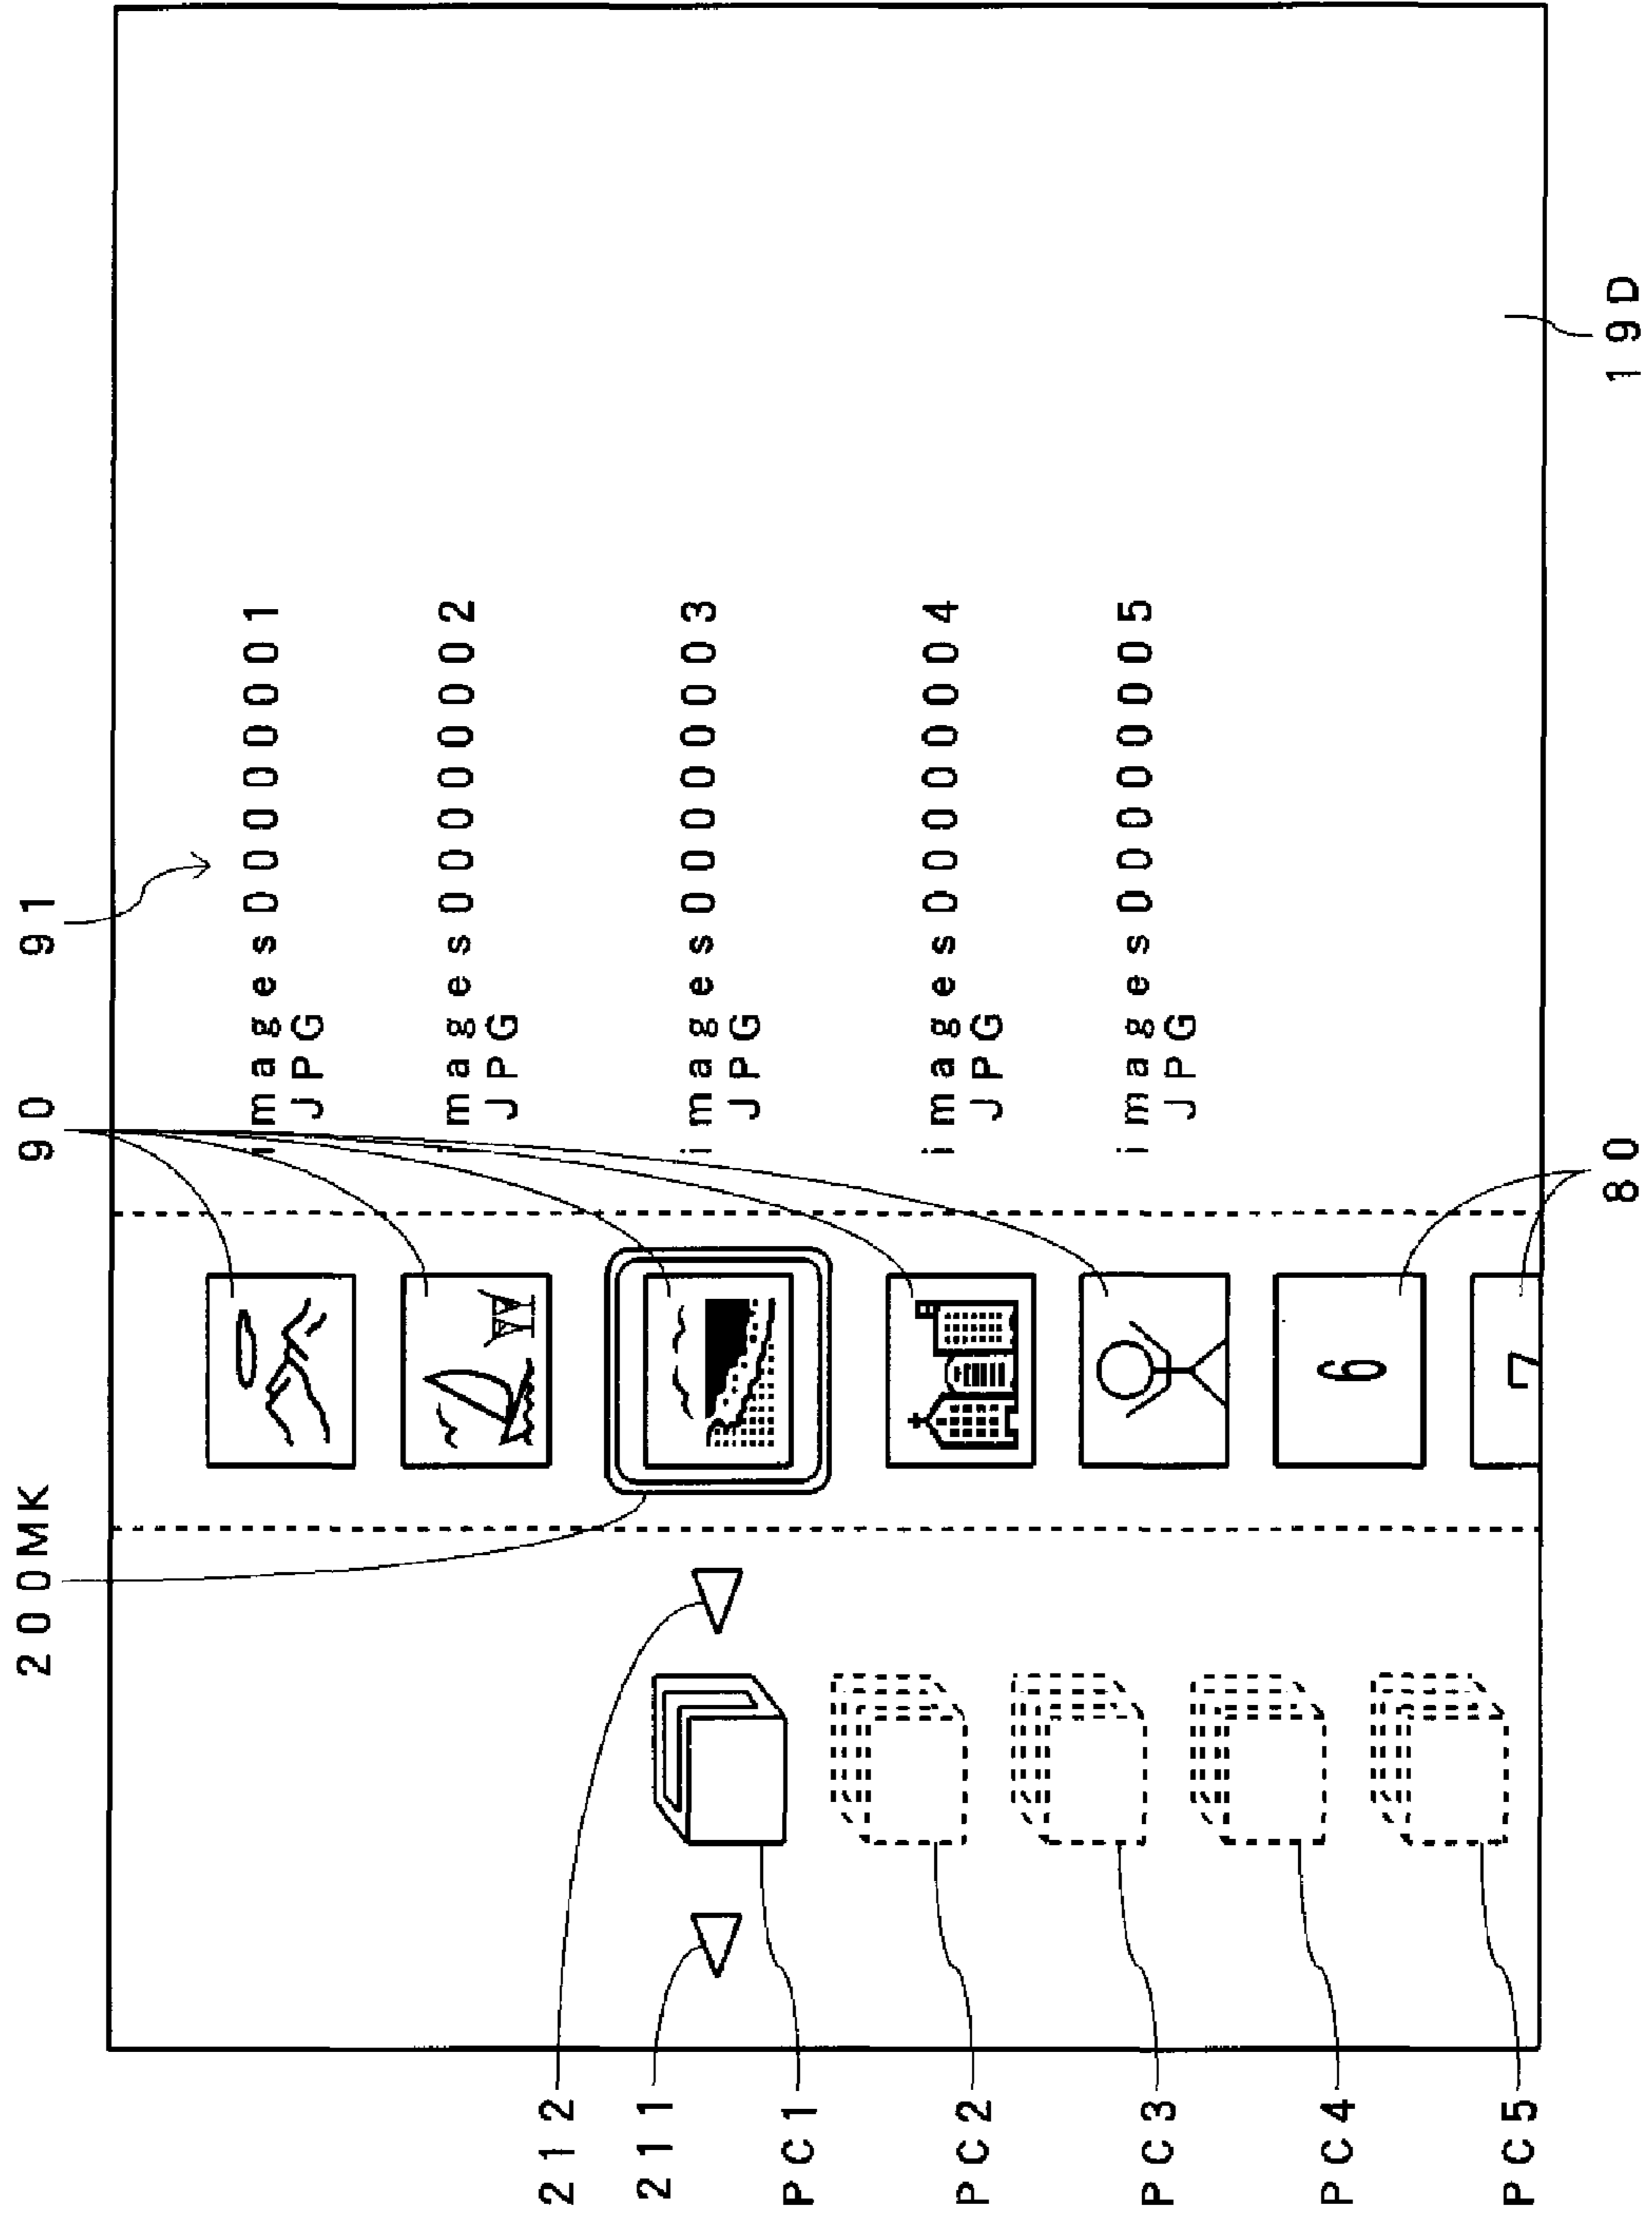 200MK
90
91
images00000001
JPG
images00000002
JPG
212
211
images00000003
JPG
PC1
images00000004
JPG
PC2
images00000005
JPG
PC3
6
PC4
7
PC5
80
19D